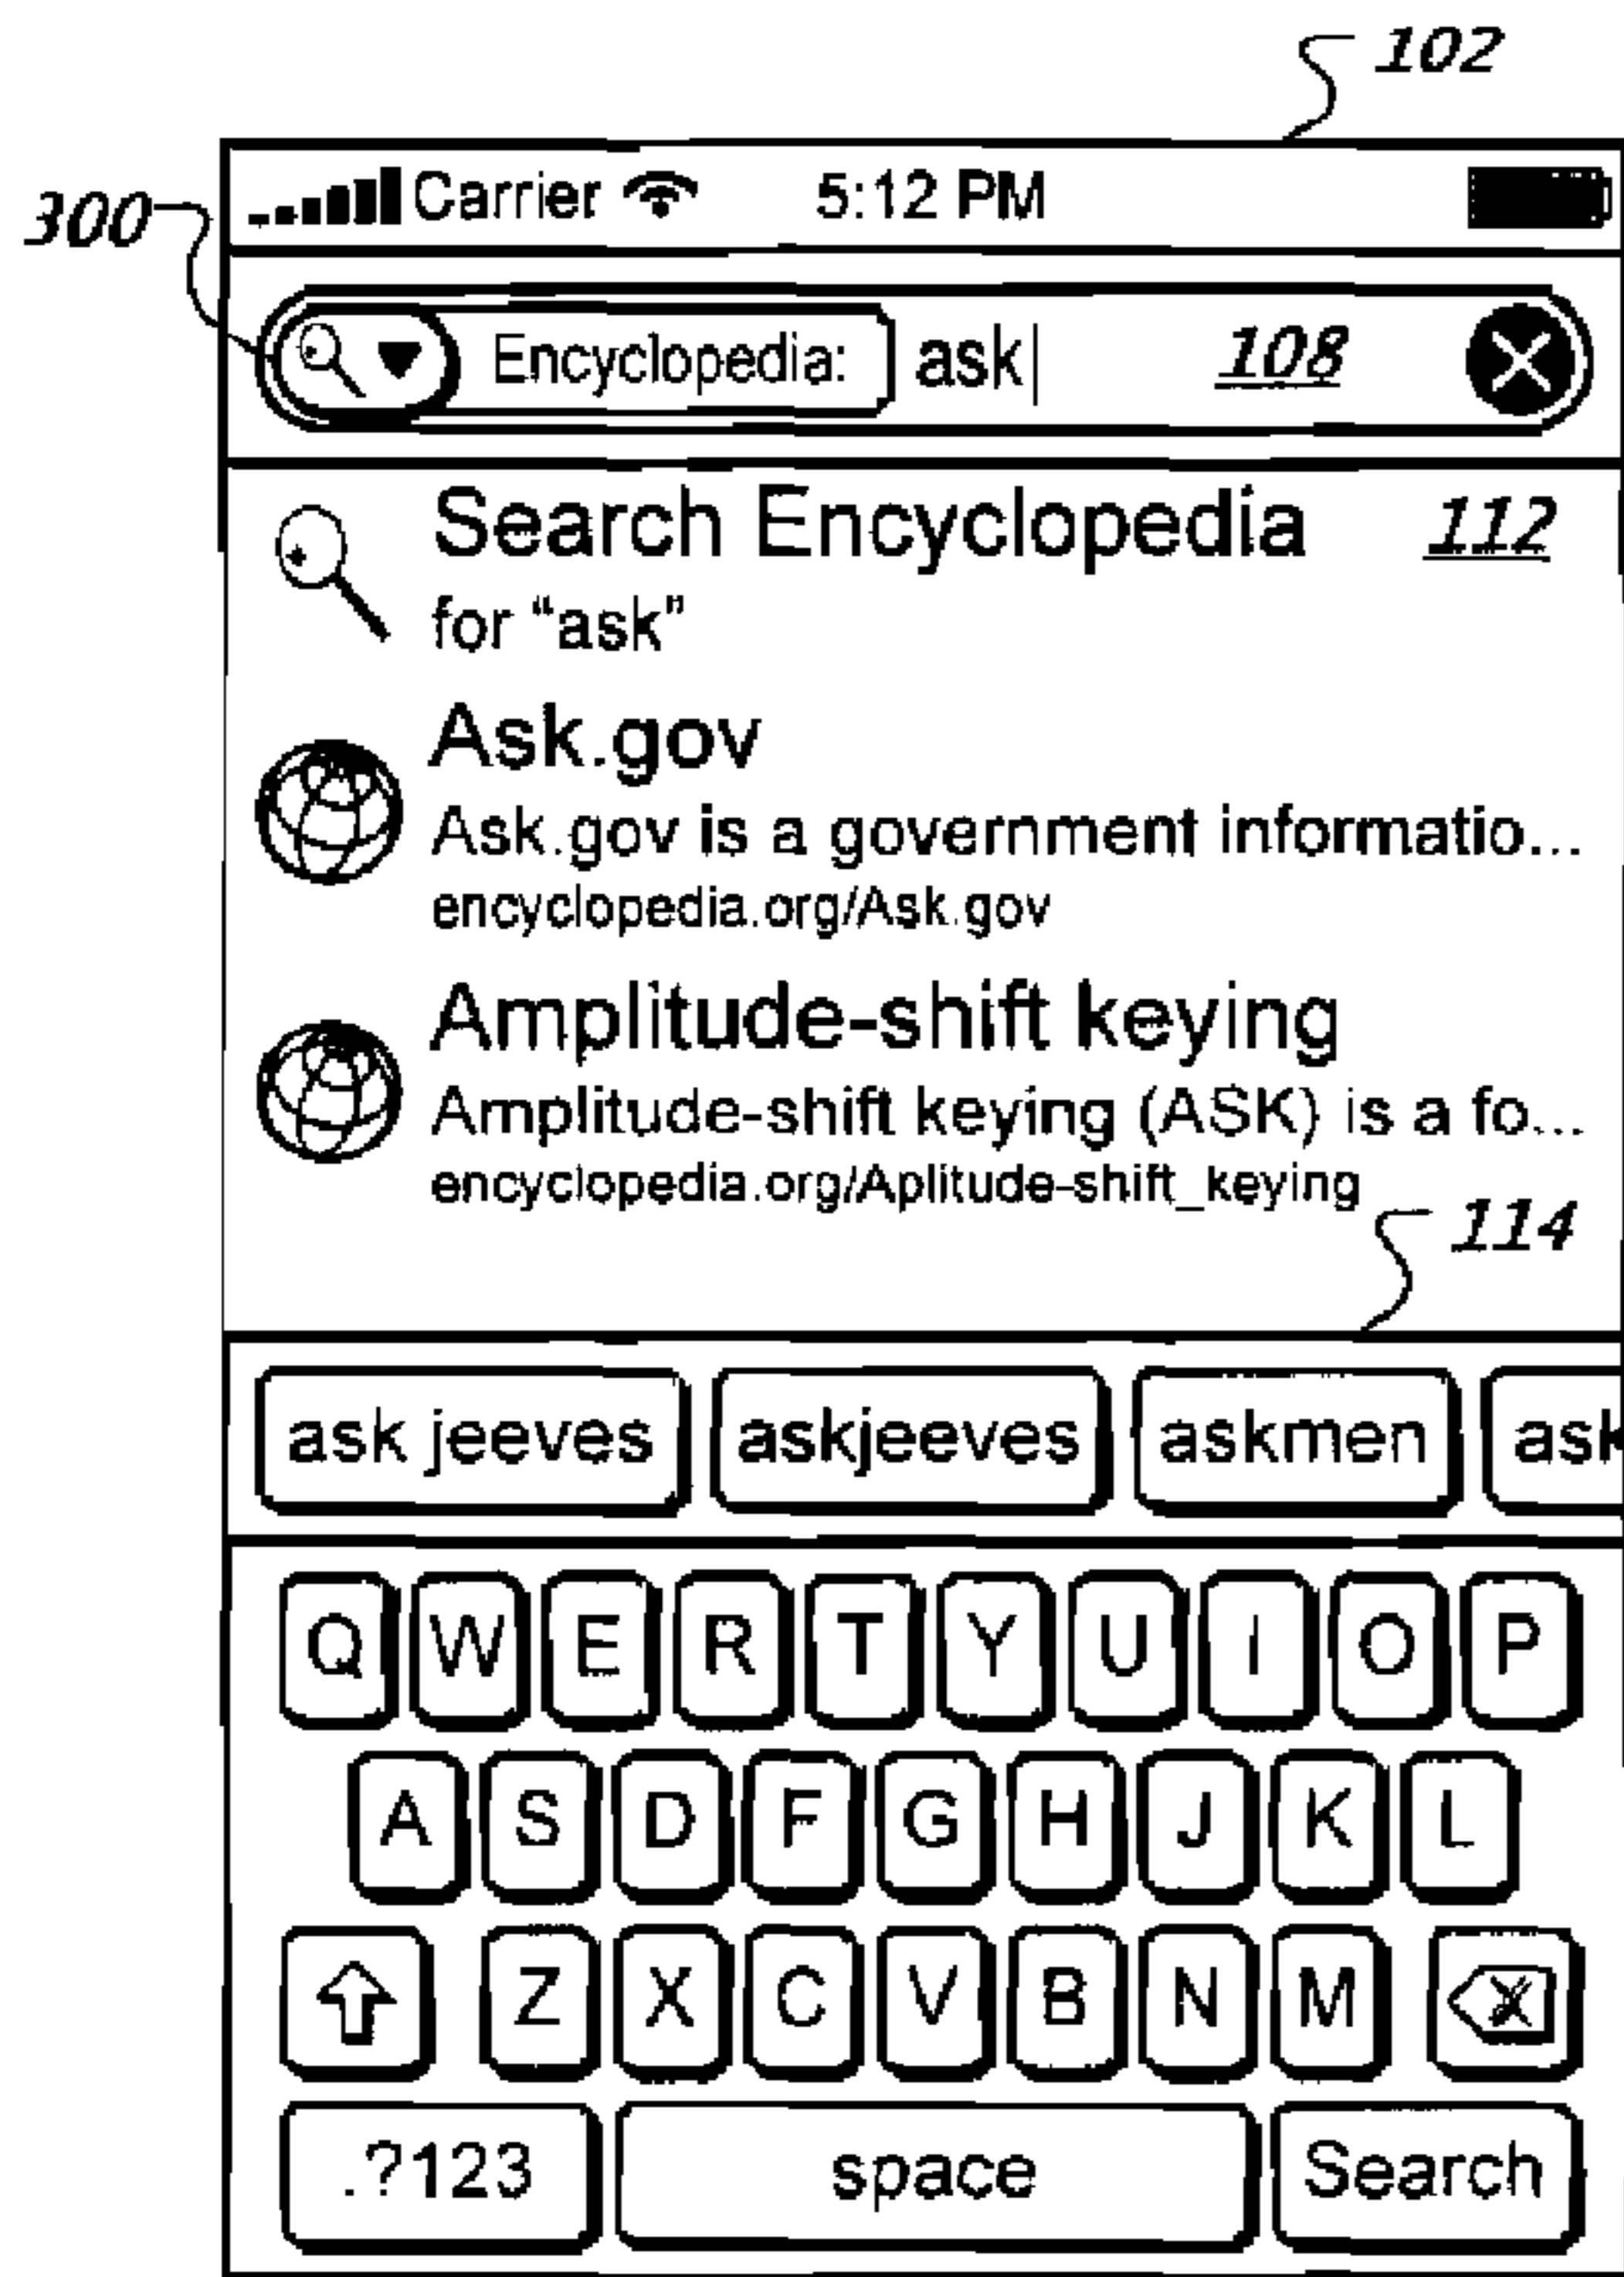 102
300
Carrier 5:12 PM
Encyclopedia: ask 108
Search Encyclopedia 112
for “ask”
Ask.gov
Ask.gov is a government informatio...
encyclopedia.org/Ask.gov
Amplitude-shift keying
Amplitude-shift keying (ASK) is a fo...
encyclopedia.org/Aplitude-shift_keying
114
ask jeeves askjeeves askmen ask
Q W E R T Y U I O P
A S D F G H J K L
Z X C V B N M
.?123 space Search